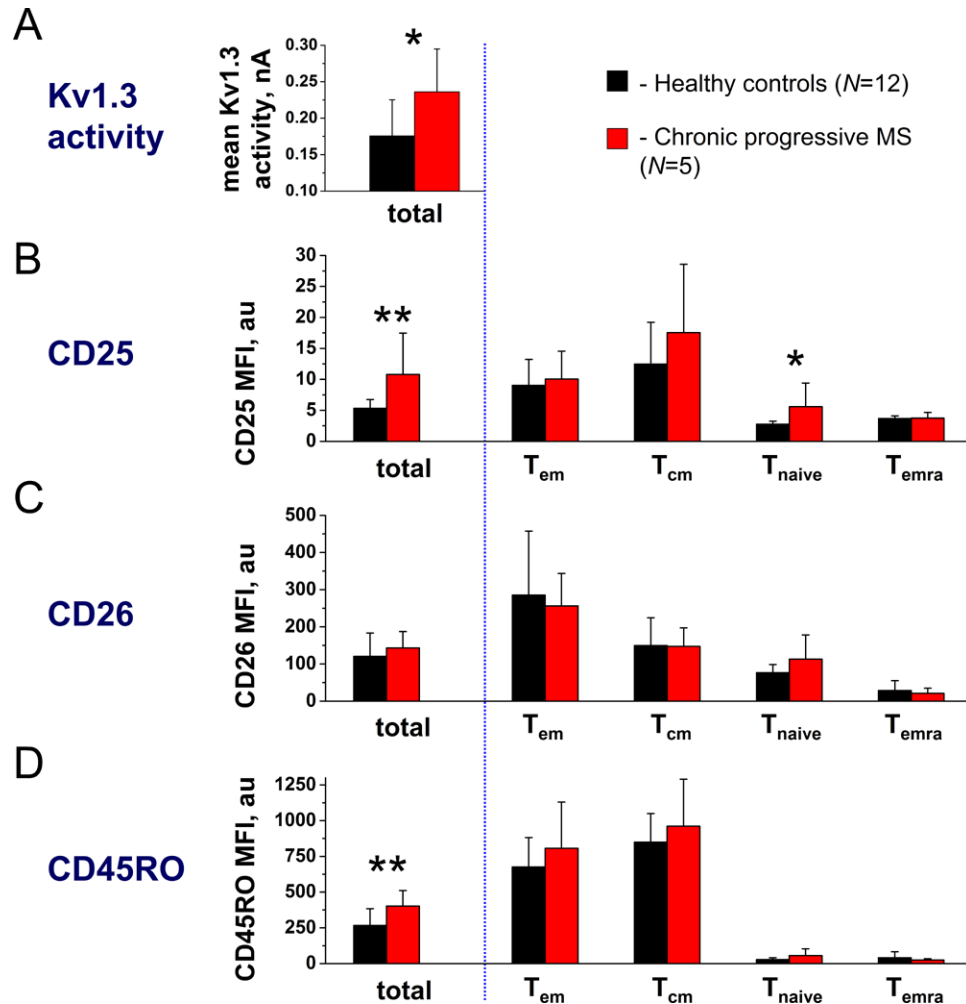 A
Kv1.3
activity
mean Kv1.3
activity, nA
0.30
0.25
0.20
0.15
0.10
*
total
- Healthy controls (N=12)
- Chronic progressive MS
(N=5)
B
CD25
CD25 MFI, au
30
25
20
15
10
5
0
**
*
total
Tem
Tcm
Tnaive
Temra
C
CD26
CD26 MFI, au
500
400
300
200
100
0
total
Tem
Tcm
Tnaive
Temra
D
CD45RO
CD45RO MFI, au
1250
1000
750
500
250
0
**
total
Tem
Tcm
Tnaive
Temra